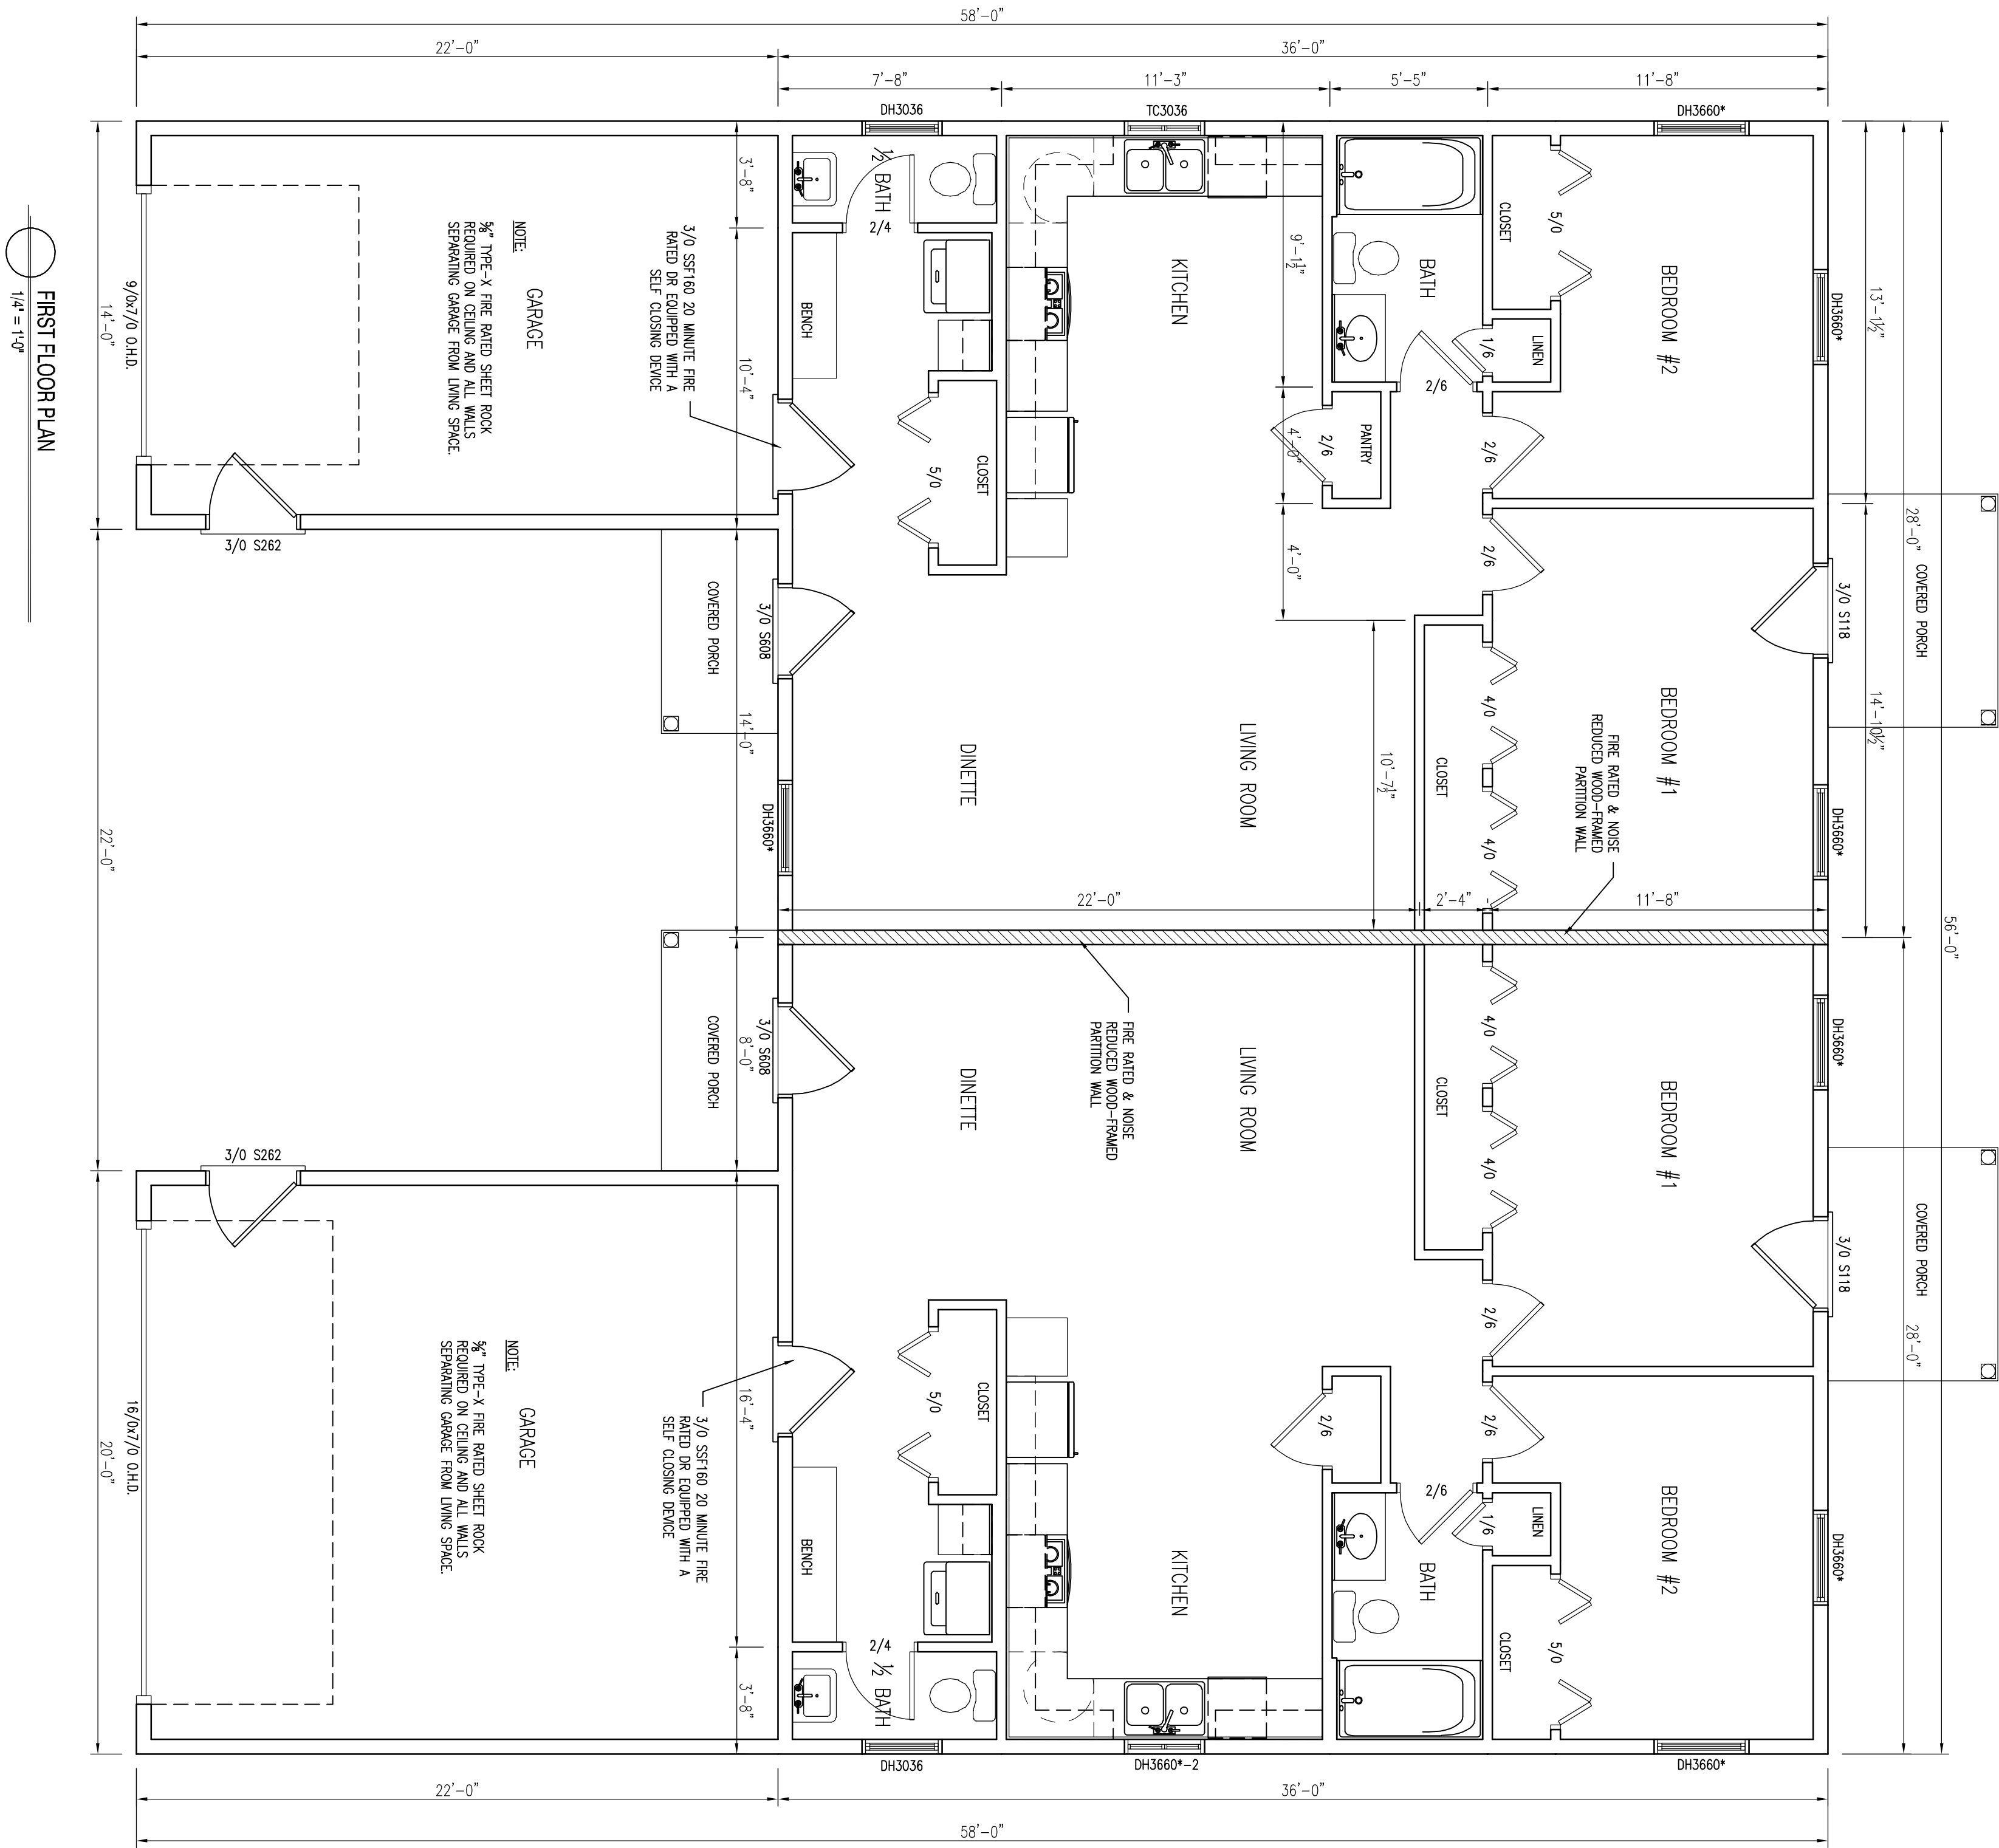 58'-0"
22'-0"
36'-0"
7'-8"
11'-3"
5'-5"
11'-8"
DH3036
TC3036
DH3660*
3'-8"
10'-4"
14'-0"
8'-0"
16'-4"
3'-8"
9'-1½"
4'-0"
4'-0"
10'-7½"
13'-1½"
14'-10½"
28'-0"
28'-0"
56'-0"
14'-0"
22'-0"
20'-0"
9/0x7/0 O.H.D.
GARAGE
NOTE:
⅝" TYPE-X FIRE RATED SHEET ROCK
REQUIRED ON CEILING AND ALL WALLS
SEPARATING GARAGE FROM LIVING SPACE.
3/0 SSF160 20 MINUTE FIRE
RATED DR EQUIPPED WITH A
SELF CLOSING DEVICE
3/0 S262
½ BATH
2/4
BENCH
CLOSET
5/0
KITCHEN
PANTRY
2/6
BATH
2/6
LINEN
1/6
CLOSET
5/0
BEDROOM #2
DH3660*
2/6
2/6
COVERED PORCH
3/0 S118
BEDROOM #1
DH3660*
FIRE RATED & NOISE
REDUCED WOOD-FRAMED
PARTITION WALL
4/0
4/0
CLOSET
LIVING ROOM
DINETTE
COVERED PORCH
3/0 S608
DH3660*
22'-0"
2'-4"
11'-8"
FIRE RATED & NOISE
REDUCED WOOD-FRAMED
PARTITION WALL
LIVING ROOM
DINETTE
COVERED PORCH
3/0 S608
CLOSET
4/0
4/0
BEDROOM #1
DH3660*
COVERED PORCH
3/0 S118
2/6
2/6
BEDROOM #2
DH3660*
LINEN
1/6
CLOSET
5/0
BATH
2/6
2/6
KITCHEN
CLOSET
5/0
BENCH
2/4
½ BATH
3/0 SSF160 20 MINUTE FIRE
RATED DR EQUIPPED WITH A
SELF CLOSING DEVICE
3/0 S262
GARAGE
NOTE:
⅝" TYPE-X FIRE RATED SHEET ROCK
REQUIRED ON CEILING AND ALL WALLS
SEPARATING GARAGE FROM LIVING SPACE.
16/0x7/0 O.H.D.
DH3036
DH3660*-2
DH3660*
22'-0"
36'-0"
58'-0"
FIRST FLOOR PLAN
1/4" = 1'-0"